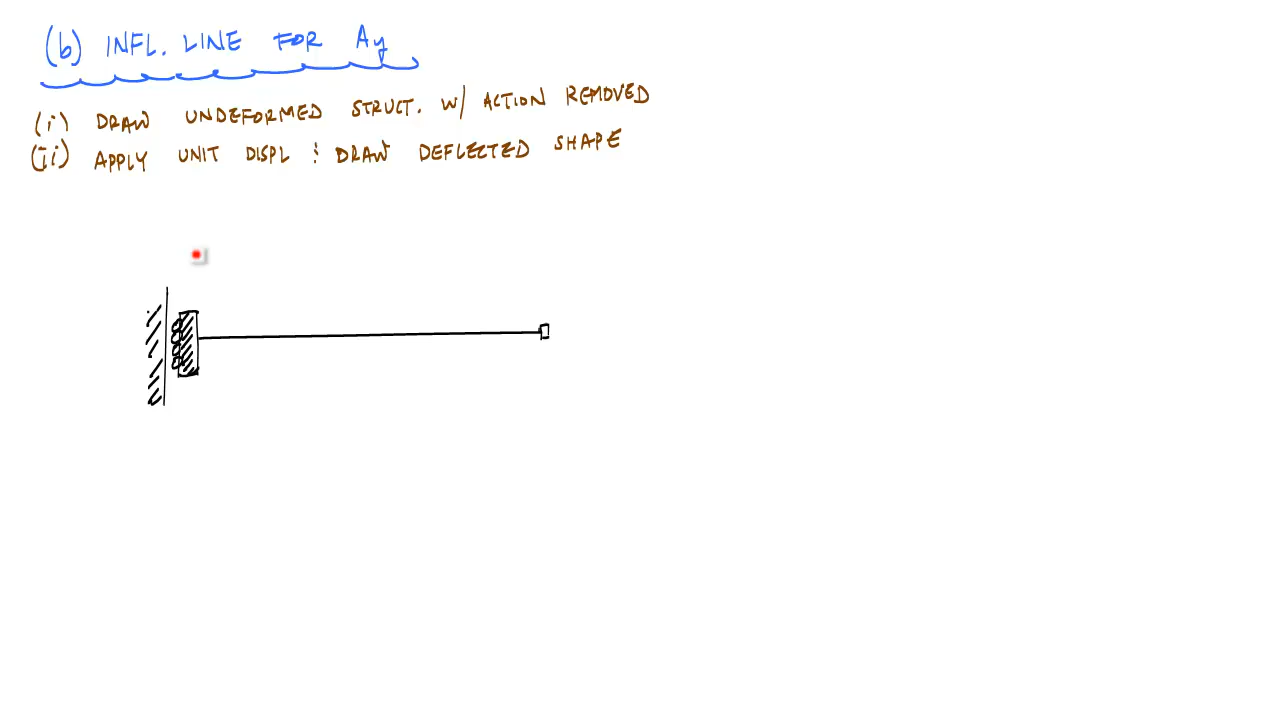 (b) INFL. LINE FOR Ay
(i) DRAW UNDEFORMED STRUCT. W/ ACTION REMOVED
(ii) APPLY UNIT DISPL & DRAW DEFLECTED SHAPE